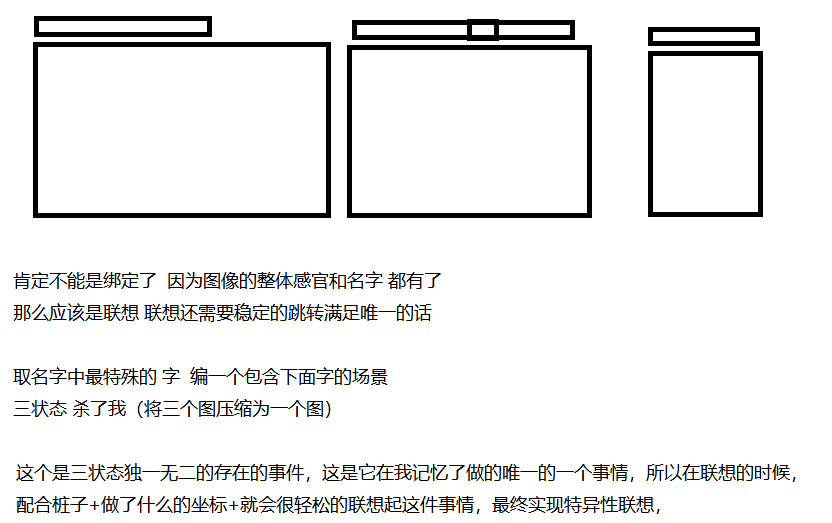 肯定不能是绑定了 因为图像的整体感官和名字 都有了
那么应该是联想 联想还需要稳定的跳转满足唯一的话
取名字中最特殊的 字 编一个包含下面字的场景
三状态 杀了我（将三个图压缩为一个图）
这个是三状态独一无二的存在的事件，这是它在我记忆了做的唯一的一个事情，所以在联想的时候，
配合桩子+做了什么的坐标+就会很轻松的联想起这件事情，最终实现特异性联想，